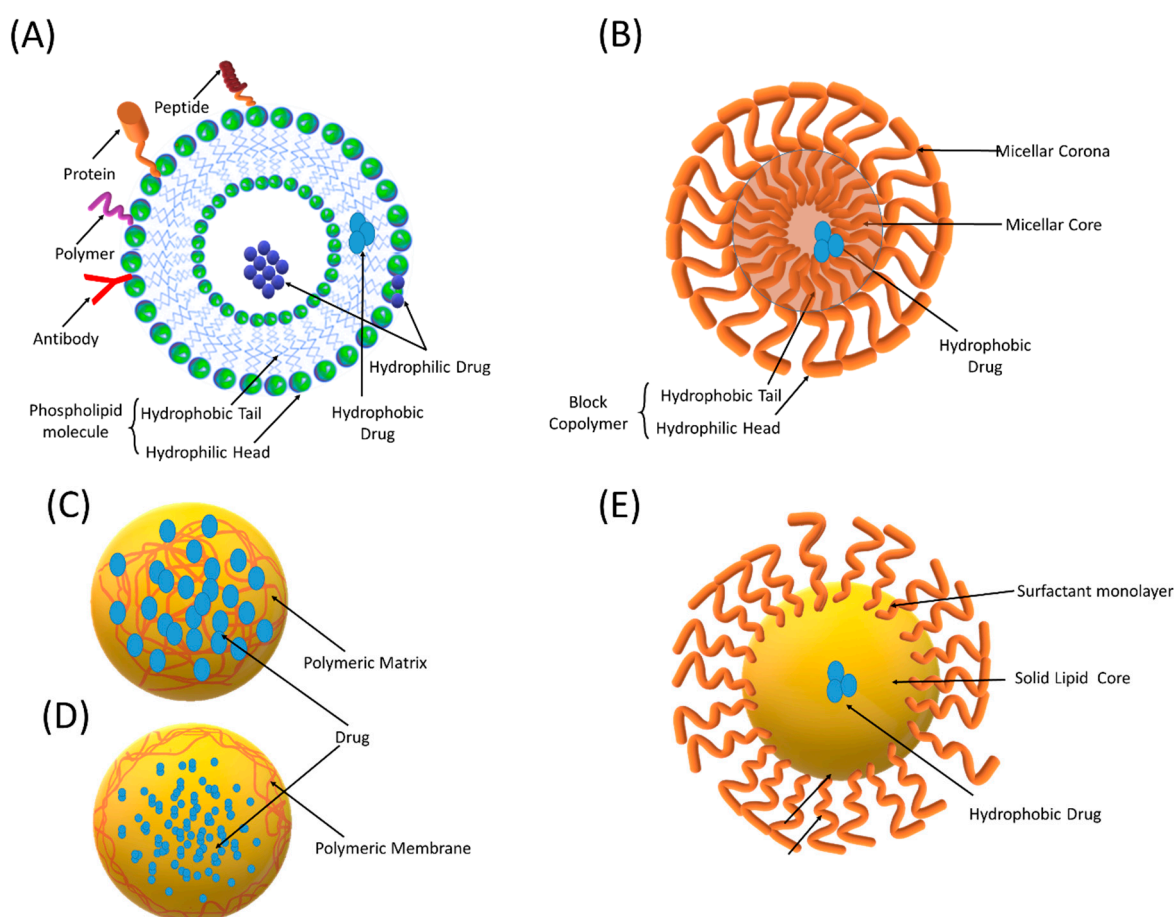 (A)
Peptide
Protein
Polymer
Antibody
Hydrophilic Drug
Hydrophobic
Drug
Phospholipid
molecule
Hydrophobic Tail
Hydrophilic Head
(B)
Micellar Corona
Micellar Core
Hydrophobic
Drug
Block
Copolymer
Hydrophobic Tail
Hydrophilic Head
(C)
Polymeric Matrix
(D)
Drug
Polymeric Membrane
(E)
Surfactant monolayer
Solid Lipid Core
Hydrophobic Drug